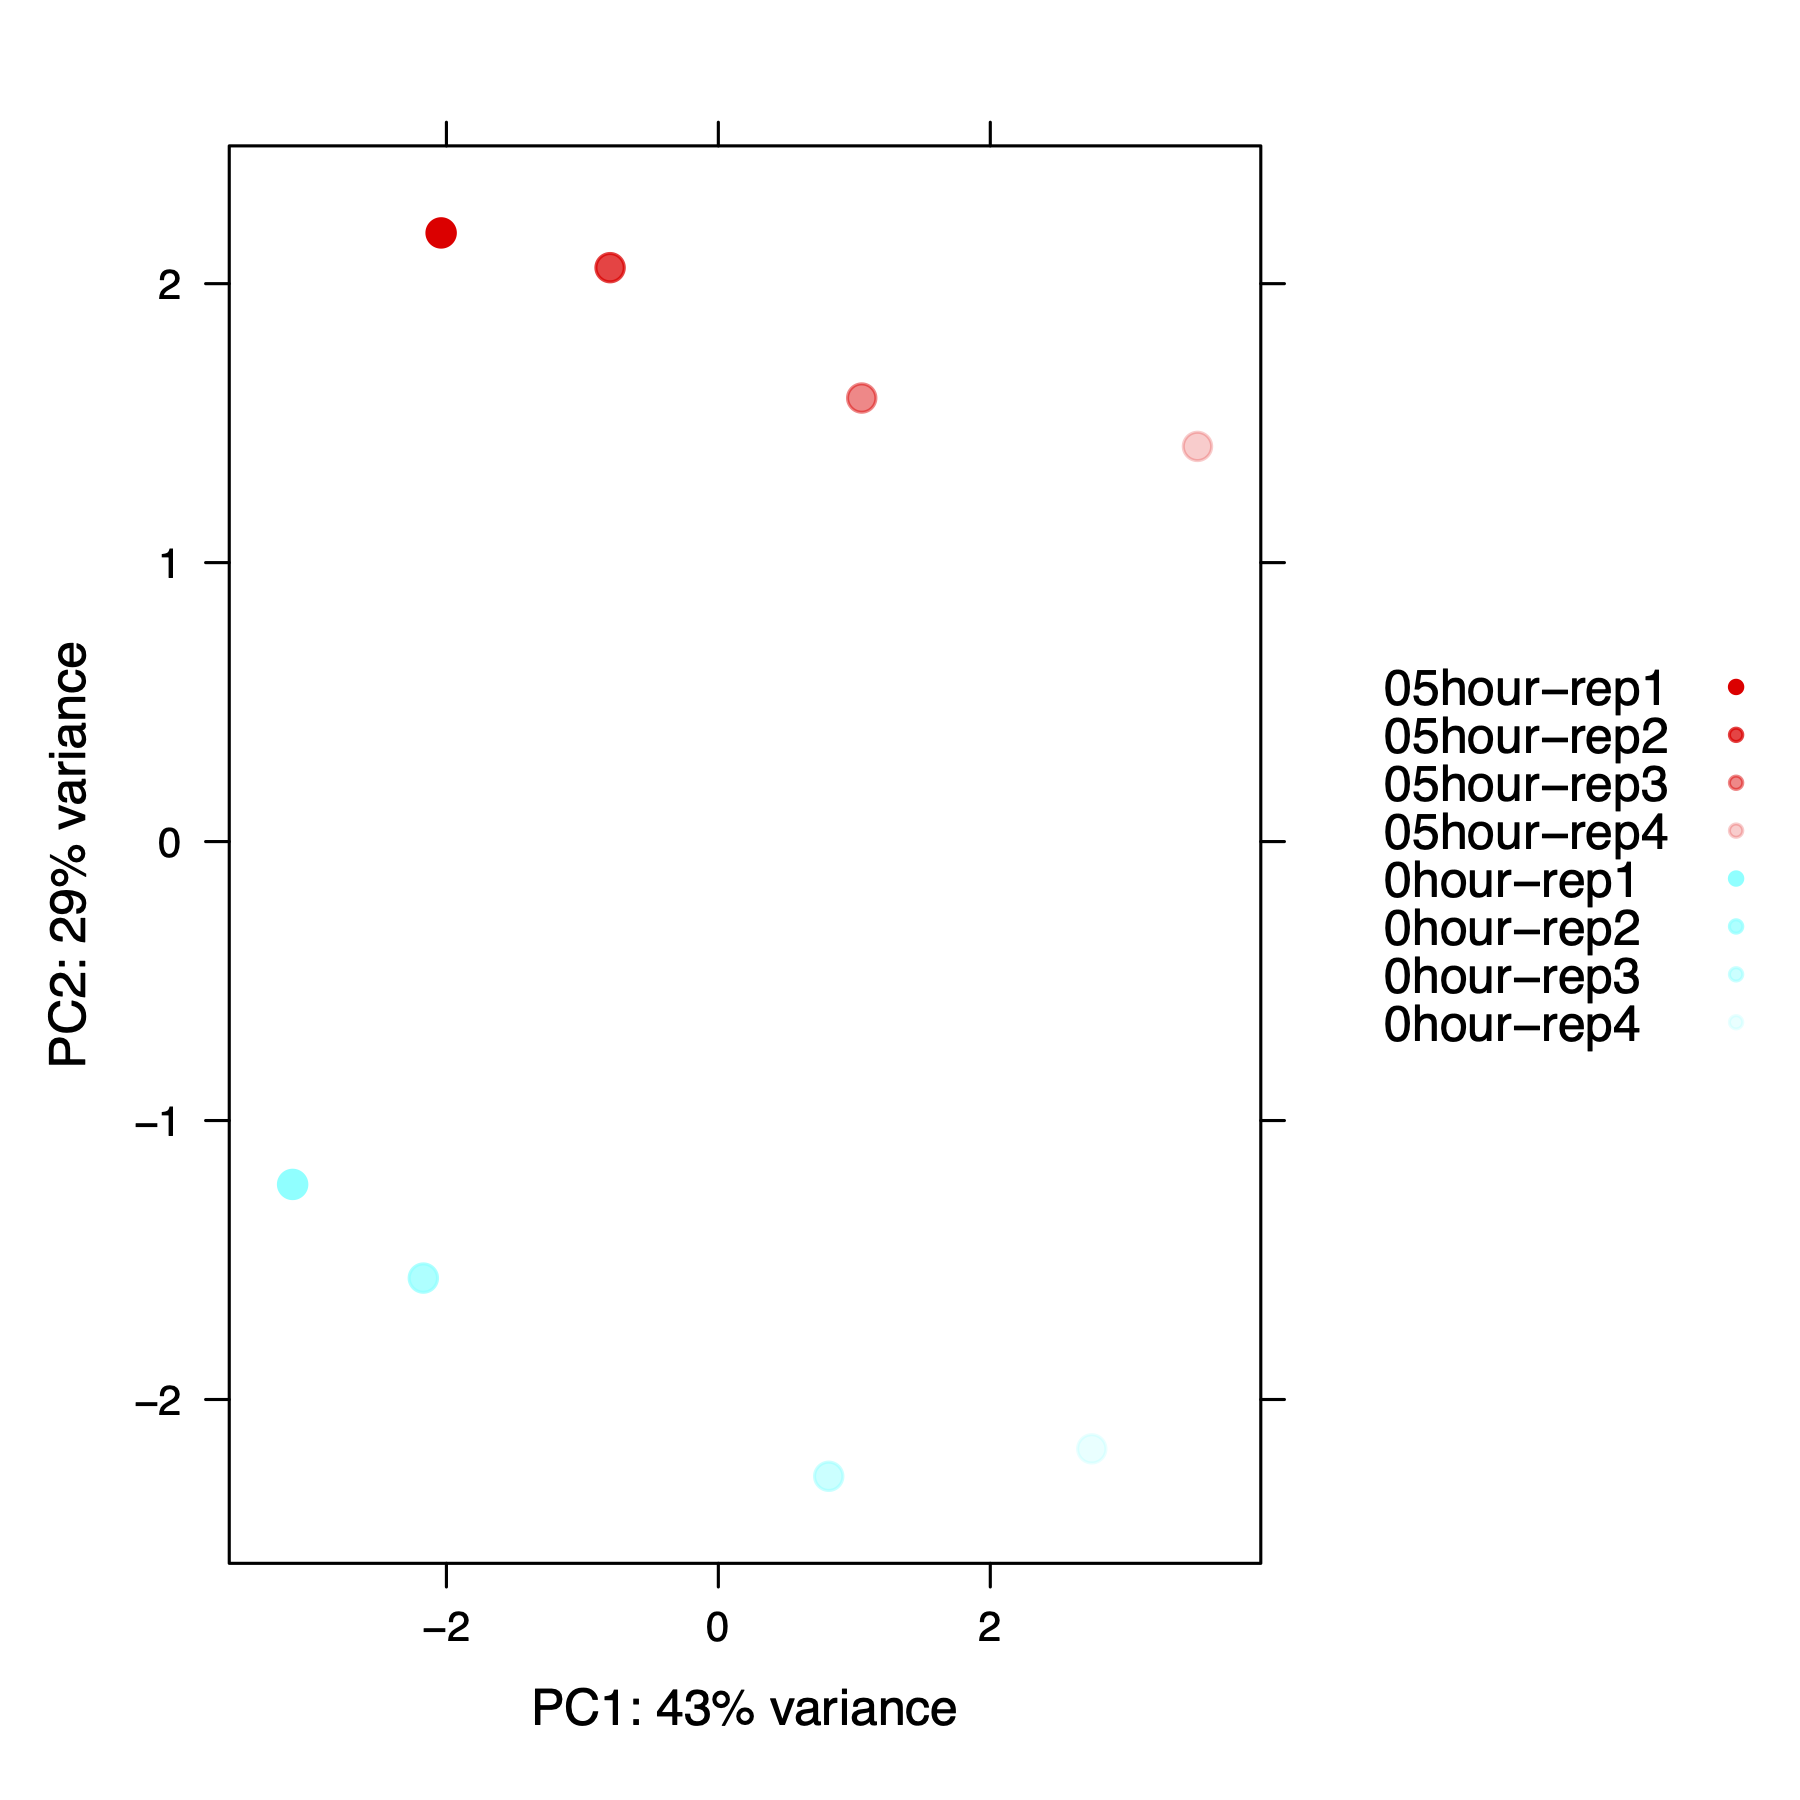 2
1
0
−1
−2
PC2: 29% variance
−2
0
2
PC1: 43% variance
05hour−rep1
05hour−rep2
05hour−rep3
05hour−rep4
0hour−rep1
0hour−rep2
0hour−rep3
0hour−rep4